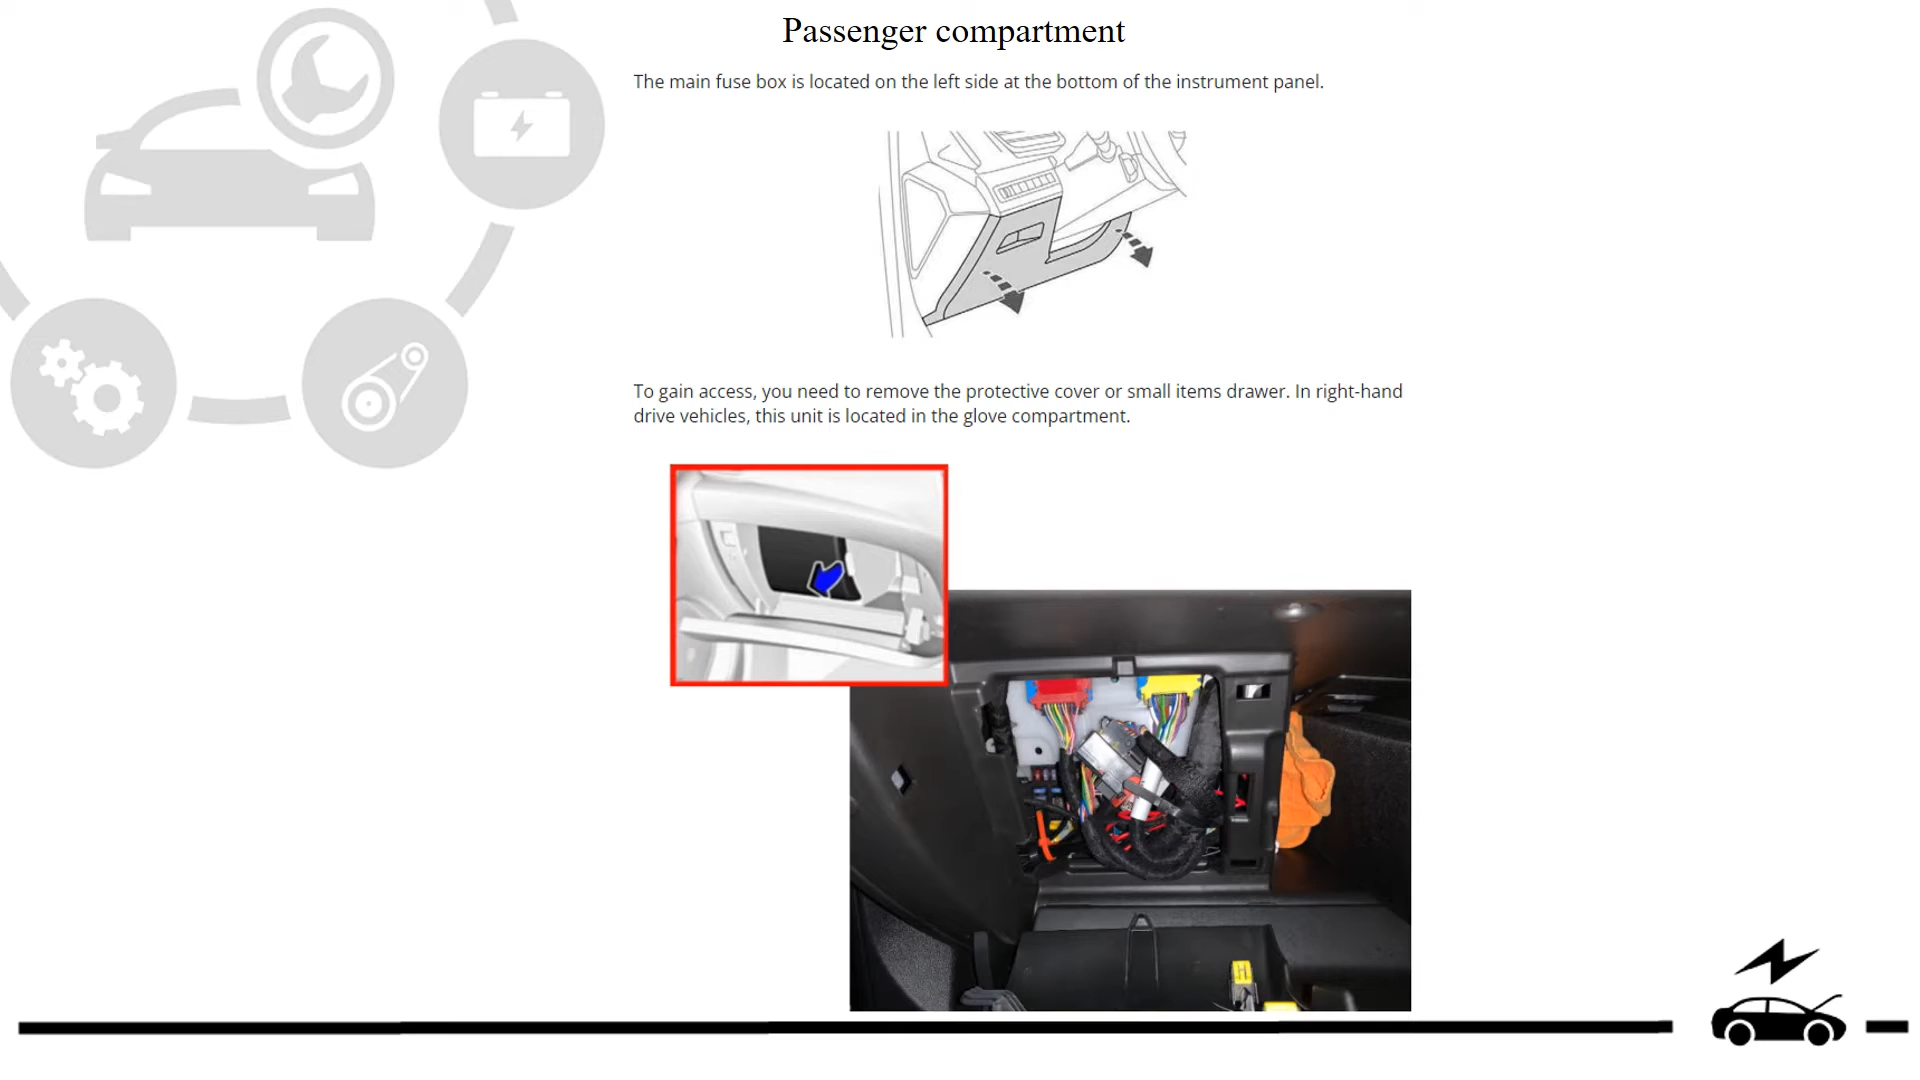 Passenger compartment
The main fuse box is located on the left side at the bottom of the instrument panel.
To gain access, you need to remove the protective cover or small items drawer. In right-hand
drive vehicles, this unit is located in the glove compartment.